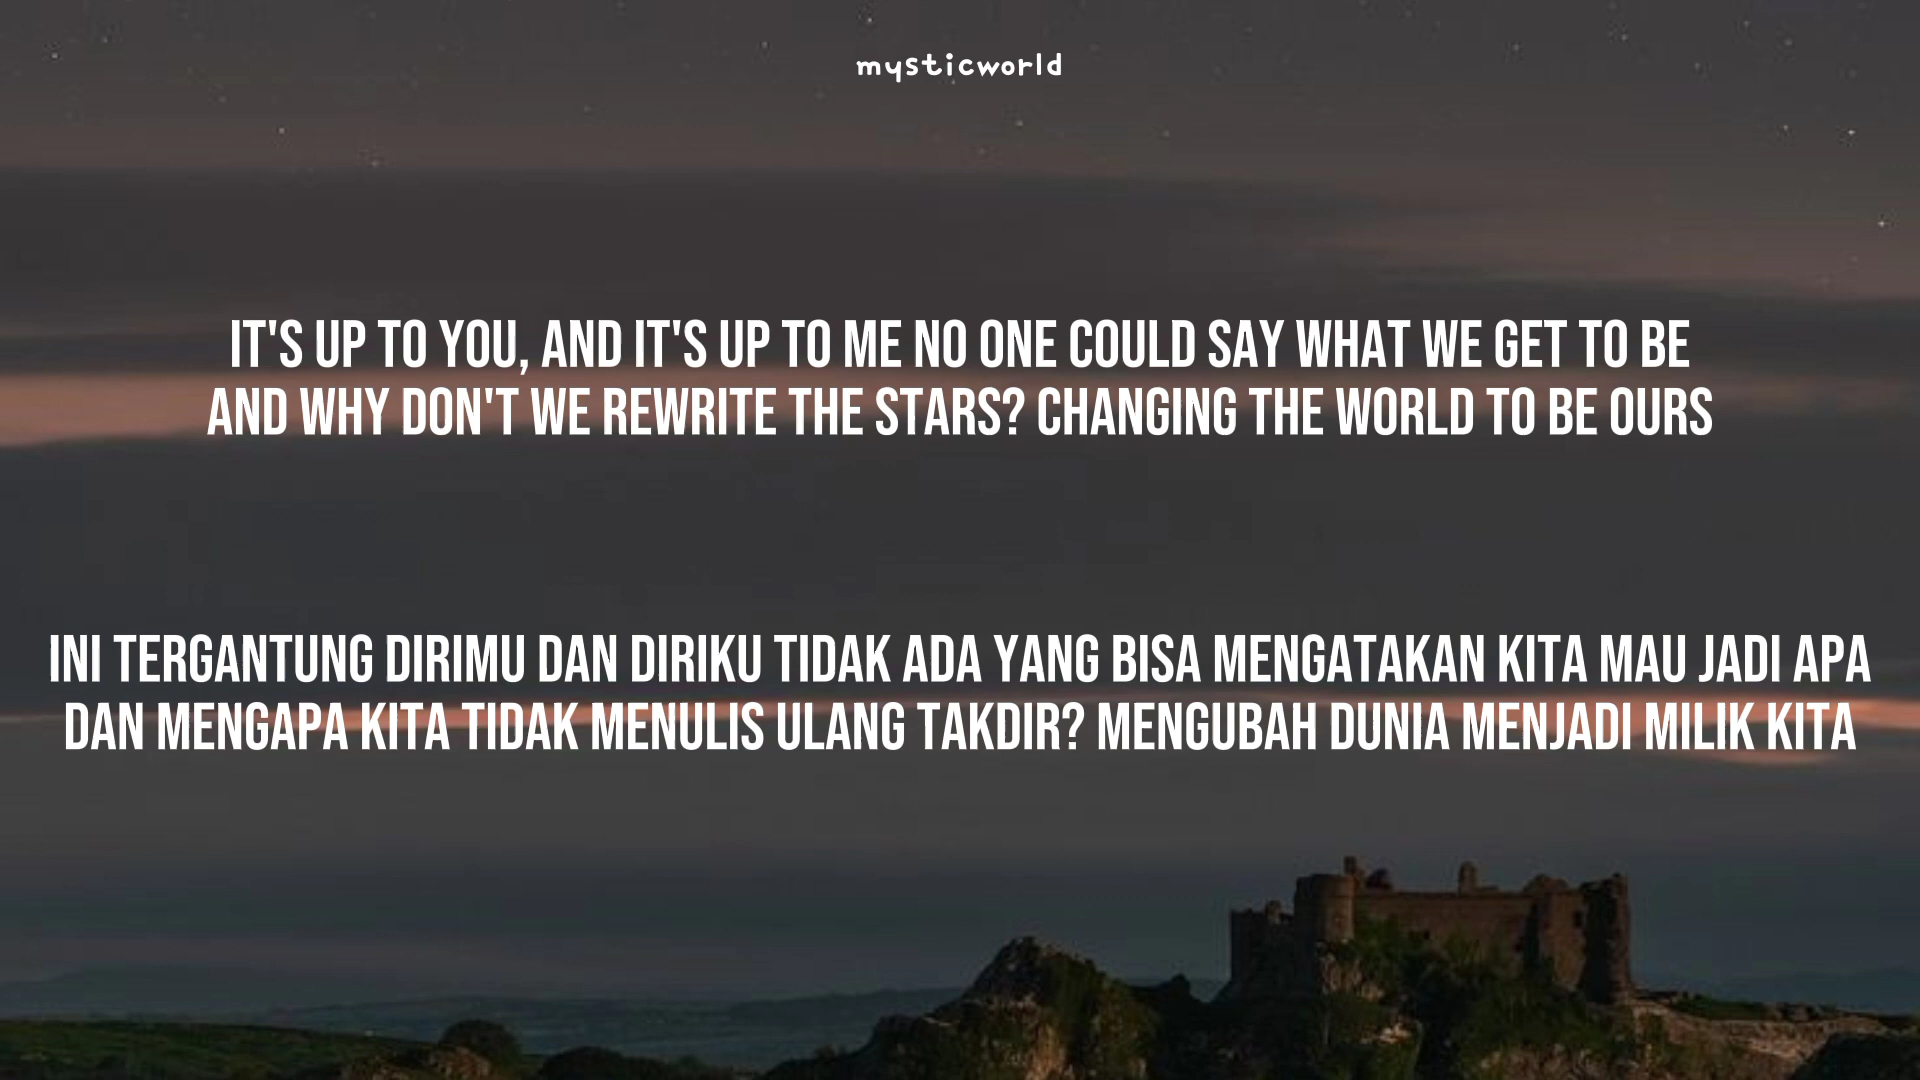 mysticworld
IT'S UP TO YOU, AND IT'S UP TO ME NO ONE COULD SAY WHAT WE GET TO BE
AND WHY DON'T WE REWRITE THE STARS? CHANGING THE WORLD TO BE OURS
INI TERGANTUNG DIRIMU DAN DIRIKU TIDAK ADA YANG BISA MENGATAKAN KITA MAU JADI APA
DAN MENGAPA KITA TIDAK MENULIS ULANG TAKDIR? MENGUBAH DUNIA MENJADI MILIK KITA